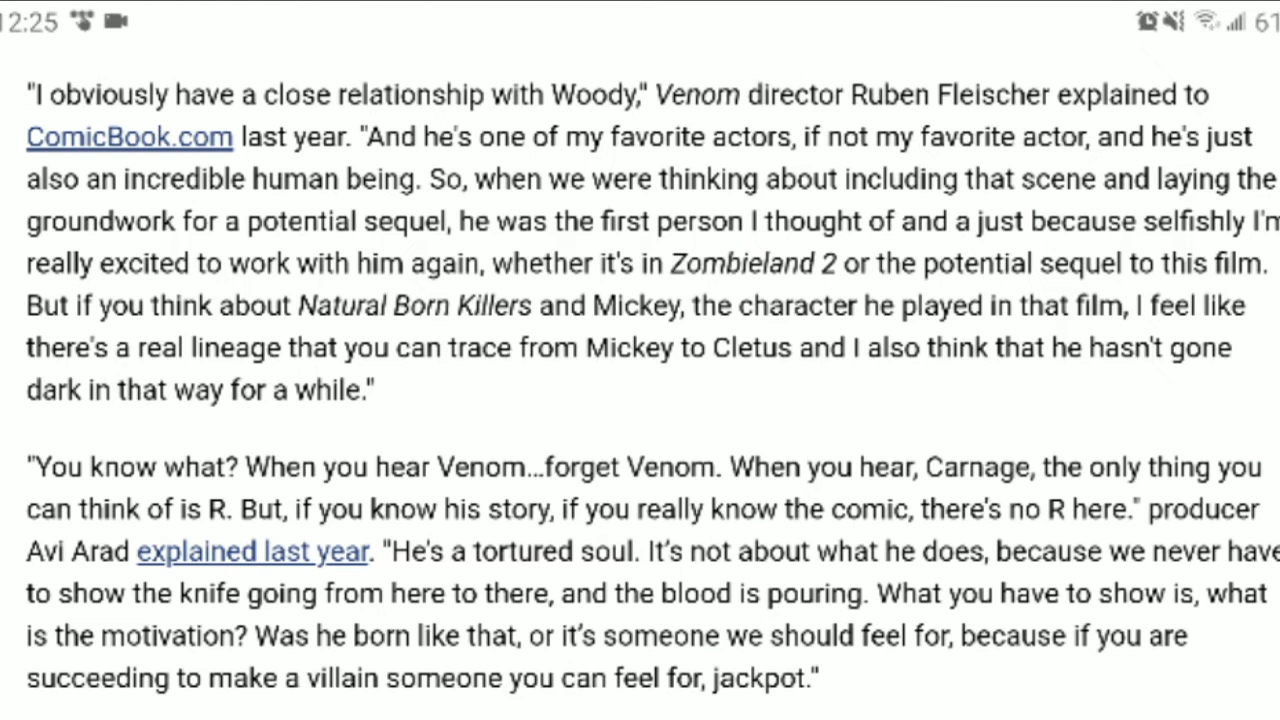 12:25 61
"I obviously have a close relationship with Woody," Venom director Ruben Fleischer explained to
ComicBook.com last year. "And he's one of my favorite actors, if not my favorite actor, and he's just
also an incredible human being. So, when we were thinking about including that scene and laying the
groundwork for a potential sequel, he was the first person I thought of and a just because selfishly I'm
really excited to work with him again, whether it's in Zombieland 2 or the potential sequel to this film.
But if you think about Natural Born Killers and Mickey, the character he played in that film, I feel like
there's a real lineage that you can trace from Mickey to Cletus and I also think that he hasn't gone
dark in that way for a while."
"You know what? When you hear Venom...forget Venom. When you hear, Carnage, the only thing you
can think of is R. But, if you know his story, if you really know the comic, there's no R here." producer
Avi Arad explained last year. "He's a tortured soul. It's not about what he does, because we never have
to show the knife going from here to there, and the blood is pouring. What you have to show is, what
is the motivation? Was he born like that, or it's someone we should feel for, because if you are
succeeding to make a villain someone you can feel for, jackpot."